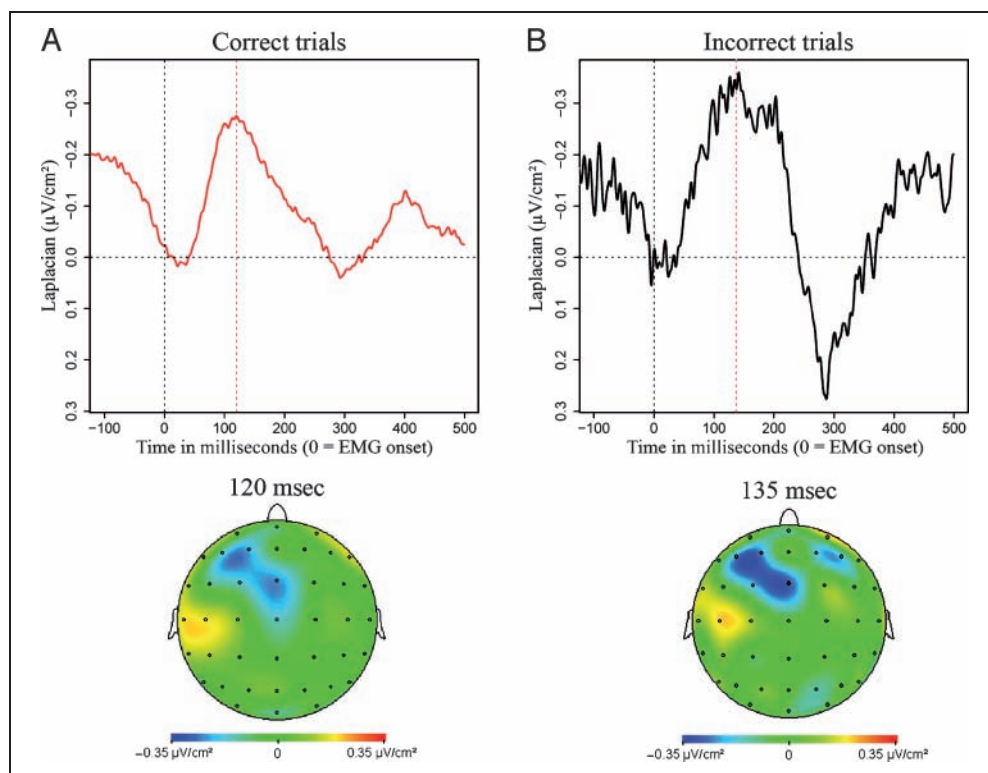 A
Correct trials
Laplacian (µV/cm²)
-0.3
-0.2
-0.1
0.0
0.1
0.2
0.3
-100 0 100 200 300 400 500
Time in milliseconds (0 = EMG onset)
120 msec
-0.35 µV/cm² 0 0.35 µV/cm²
B
Incorrect trials
Laplacian (µV/cm²)
-0.3
-0.2
-0.1
0.0
0.1
0.2
0.3
-100 0 100 200 300 400 500
Time in milliseconds (0 = EMG onset)
135 msec
-0.35 µV/cm² 0 0.35 µV/cm²